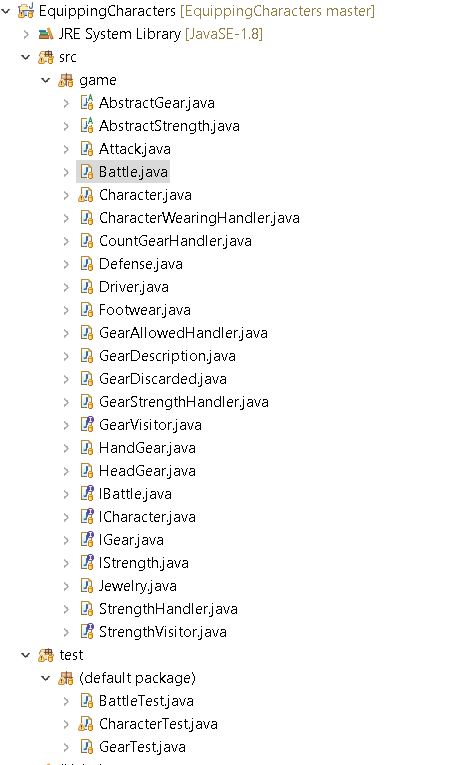 EquippingCharacters [EquippingCharacters master]
JRE System Library [JavaSE-1.8]
src
game
AbstractGear.java
AbstractStrength.java
Attack.java
Battle.java
Character.java
CharacterWearingHandler.java
CountGearHandler.java
Defense.java
Driver.java
Footwear.java
GearAllowedHandler.java
GearDescription.java
GearDiscarded.java
GearStrengthHandler.java
GearVisitor.java
HandGear.java
HeadGear.java
IBattle.java
ICharacter.java
IGear.java
IStrength.java
Jewelry.java
StrengthHandler.java
StrengthVisitor.java
test
(default package)
BattleTest.java
CharacterTest.java
GearTest.java